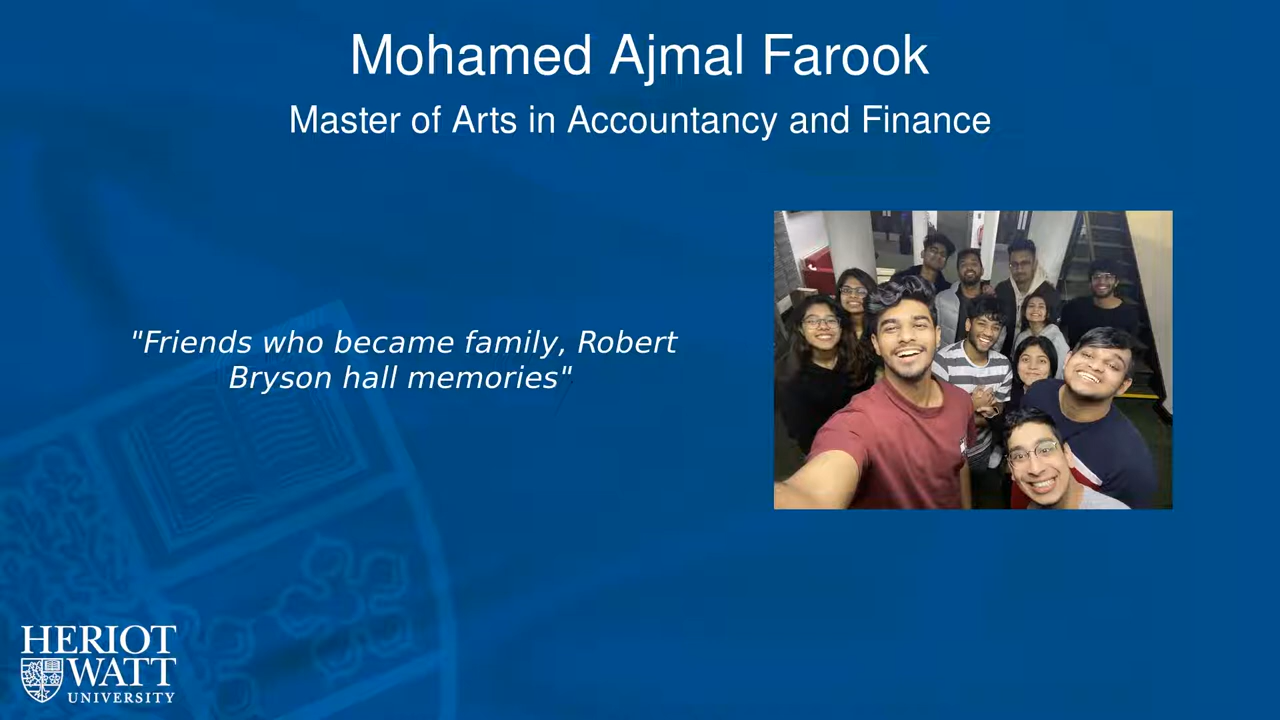 Mohamed Ajmal Farook
Master of Arts in Accountancy and Finance
"Friends who became family, Robert
Bryson hall memories"
HERIOT
WATT
UNIVERSITY